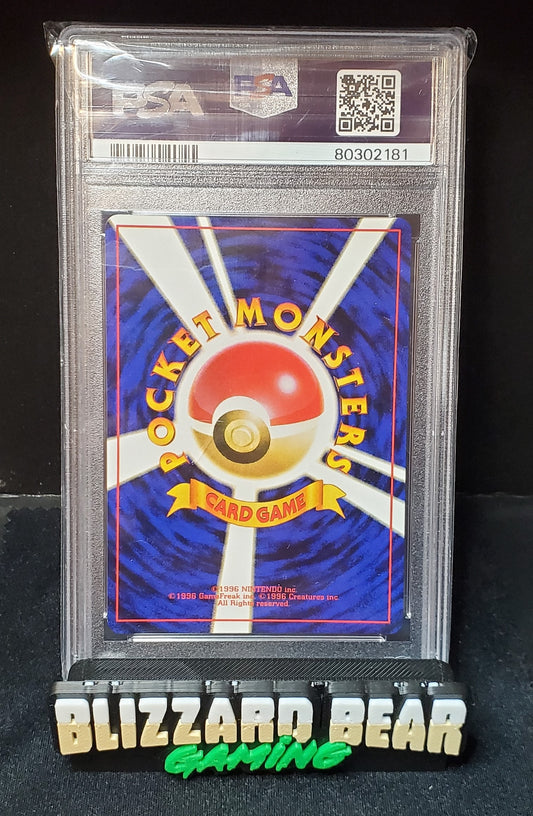 PSA
PSA
80302181
POCKET MONSTERS
CARD GAME
©1996 NINTENDO inc.
©1996 GameFreak inc. ©1996 Creatures inc.
All Rights reserved.
BLIZZARD BEAR
GAMING